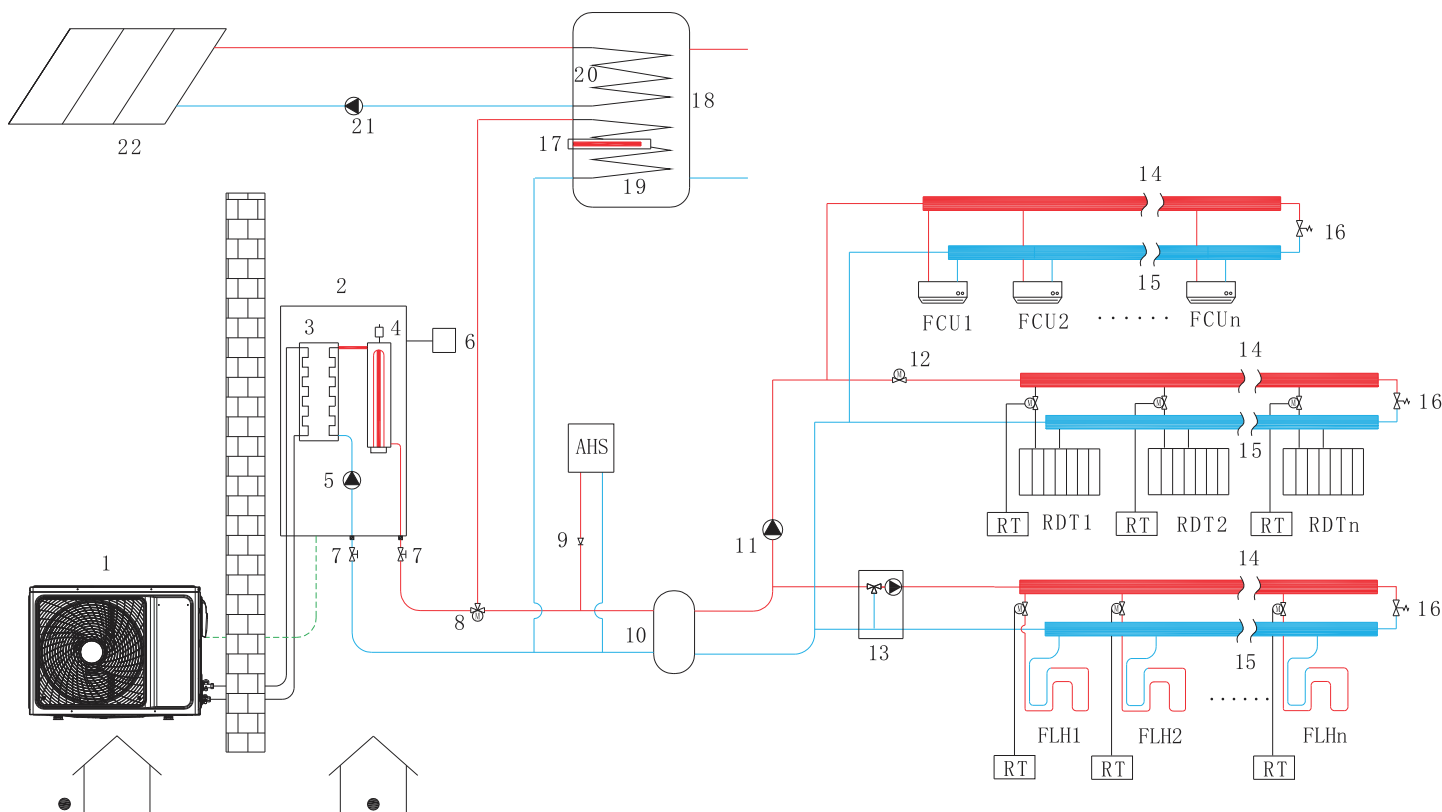 20
18
22
21
17
19
14
16
15
FCU1 FCU2 ...... FCUn
2
3 4
6
12
14
16
15
AHS
5
RT RDT1 RT RDT2 RT RDTn
9
11
7 7
1
14
8
10
16
13
15
......
FLH1 FLH2 FLHn
RT RT RT
M
M
M
M
M
M
M
M